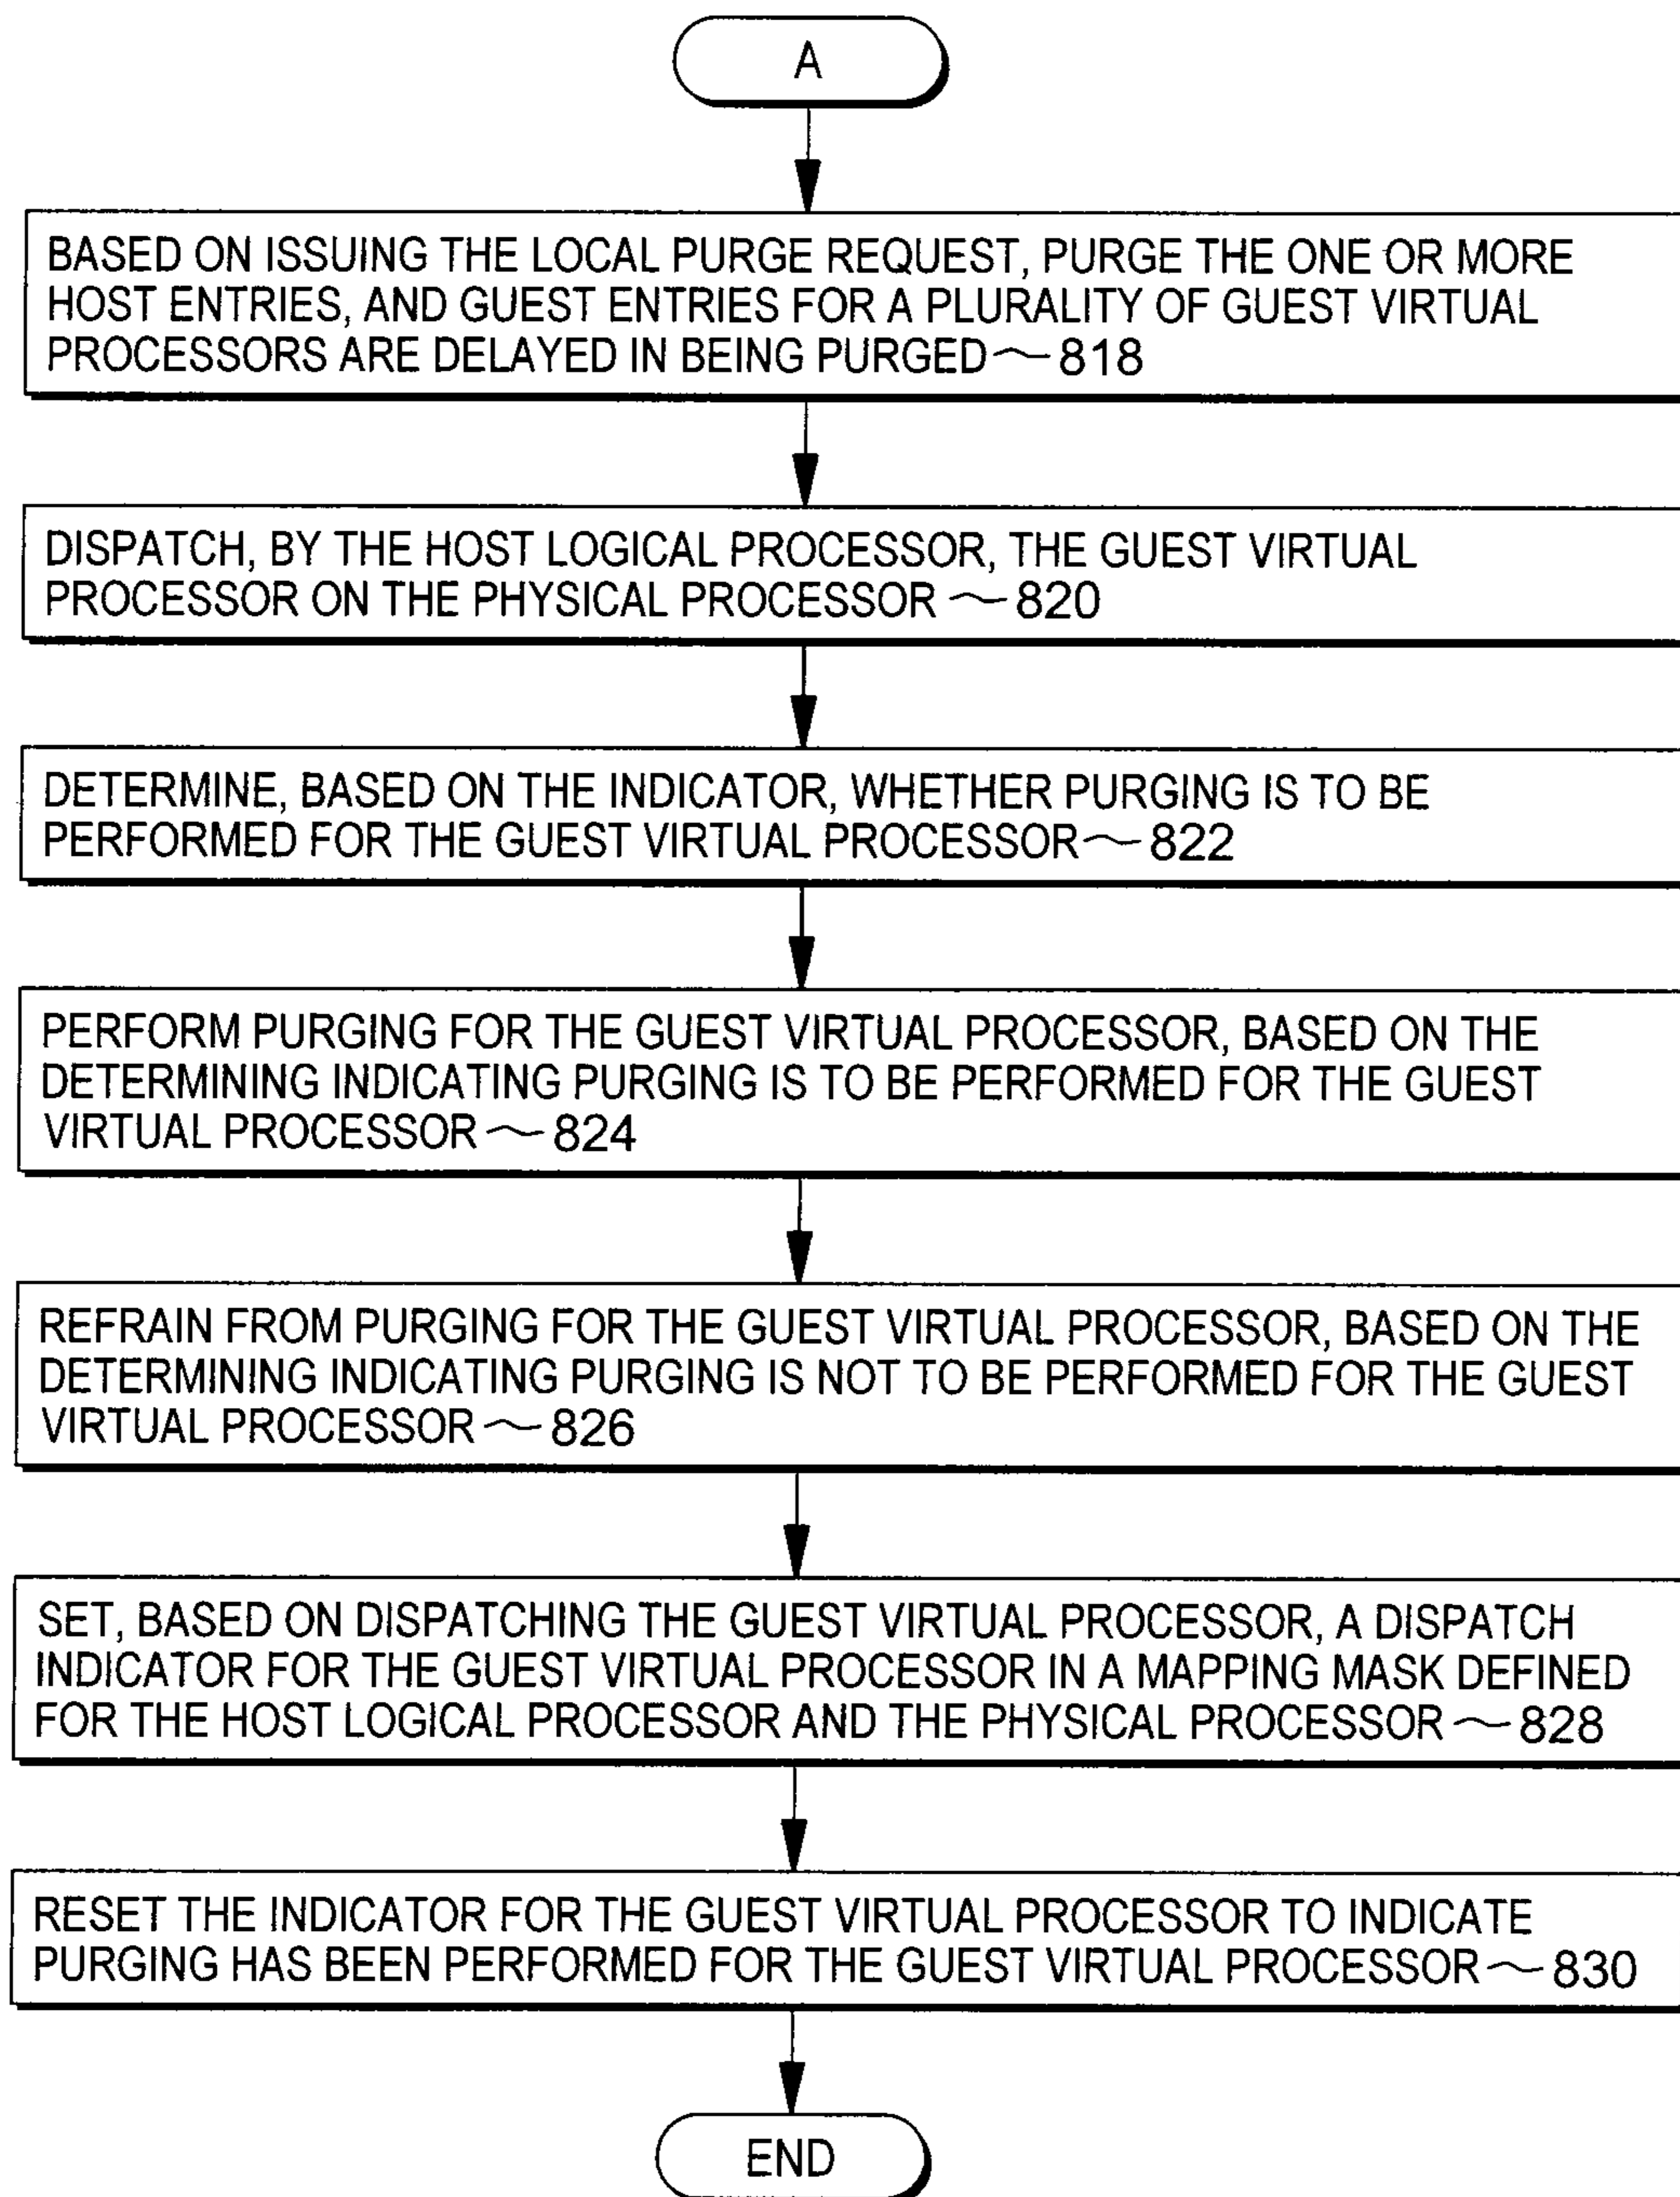 A
BASED ON ISSUING THE LOCAL PURGE REQUEST, PURGE THE ONE OR MORE
HOST ENTRIES, AND GUEST ENTRIES FOR A PLURALITY OF GUEST VIRTUAL
PROCESSORS ARE DELAYED IN BEING PURGED~818
DISPATCH, BY THE HOST LOGICAL PROCESSOR, THE GUEST VIRTUAL
PROCESSOR ON THE PHYSICAL PROCESSOR ~820
DETERMINE, BASED ON THE INDICATOR, WHETHER PURGING IS TO BE
PERFORMED FOR THE GUEST VIRTUAL PROCESSOR~822
PERFORM PURGING FOR THE GUEST VIRTUAL PROCESSOR, BASED ON THE
DETERMINING INDICATING PURGING IS TO BE PERFORMED FOR THE GUEST
VIRTUAL PROCESSOR ~824
REFRAIN FROM PURGING FOR THE GUEST VIRTUAL PROCESSOR, BASED ON THE
DETERMINING INDICATING PURGING IS NOT TO BE PERFORMED FOR THE GUEST
VIRTUAL PROCESSOR ~826
SET, BASED ON DISPATCHING THE GUEST VIRTUAL PROCESSOR, A DISPATCH
INDICATOR FOR THE GUEST VIRTUAL PROCESSOR IN A MAPPING MASK DEFINED
FOR THE HOST LOGICAL PROCESSOR AND THE PHYSICAL PROCESSOR ~828
RESET THE INDICATOR FOR THE GUEST VIRTUAL PROCESSOR TO INDICATE
PURGING HAS BEEN PERFORMED FOR THE GUEST VIRTUAL PROCESSOR ~830
END